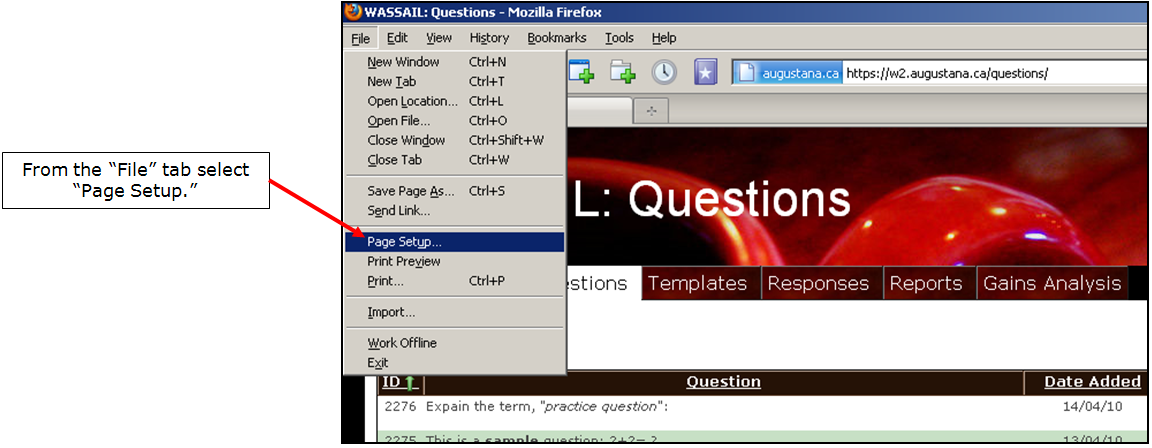 WASSAIL: Questions - Mozilla Firefox
File Edit View History Bookmarks Tools Help
New Window Ctrl+N
New Tab Ctrl+T
Open Location... Ctrl+L
Open File... Ctrl+O
Close Window Ctrl+Shift+W
Close Tab Ctrl+W
Save Page As... Ctrl+S
Send Link...
Page Setup...
Print Preview
Print... Ctrl+P
Import...
Work Offline
Exit
augustana.ca https://w2.augustana.ca/questions/
From the “File” tab select
“Page Setup.”
L: Questions
estions Templates Responses Reports Gains Analysis
ID Question Date Added
2276 Expain the term, "practice question": 14/04/10
2275 This is a sample question: 2+2= ? 13/04/10